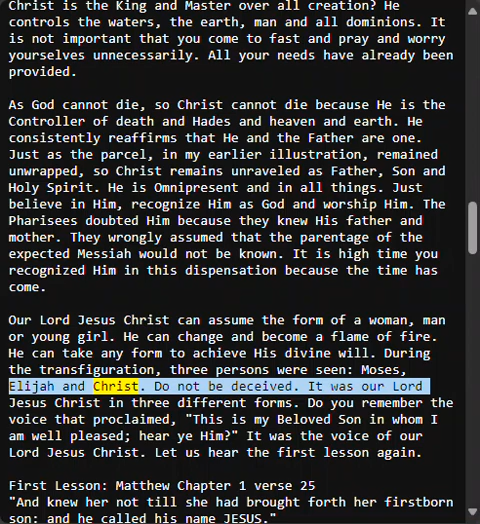 Christ is the King and Master over all creation? He
controls the waters, the earth, man and all dominions. It
is not important that you come to fast and pray and worry
yourselves unnecessarily. All your needs have already been
provided.
As God cannot die, so Christ cannot die because He is the
Controller of death and Hades and heaven and earth. He
consistently reaffirms that He and the Father are one.
Just as the parcel, in my earlier illustration, remained
unwrapped, so Christ remains unraveled as Father, Son and
Holy Spirit. He is Omnipresent and in all things. Just
believe in Him, recognize Him as God and worship Him. The
Pharisees doubted Him because they knew His father and
mother. They wrongly assumed that the parentage of the
expected Messiah would not be known. It is high time you
recognized Him in this dispensation because the time has
come.
Our Lord Jesus Christ can assume the form of a woman, man
or young girl. He can change and become a flame of fire.
He can take any form to achieve His divine will. During
the transfiguration, three persons were seen: Moses,
Elijah and Christ. Do not be deceived. It was our Lord
Jesus Christ in three different forms. Do you remember the
voice that proclaimed, "This is my Beloved Son in whom I
am well pleased; hear ye Him?" It was the voice of our
Lord Jesus Christ. Let us hear the first lesson again.
First Lesson: Matthew Chapter 1 verse 25
"And knew her not till she had brought forth her firstborn
son: and he called his name JESUS."